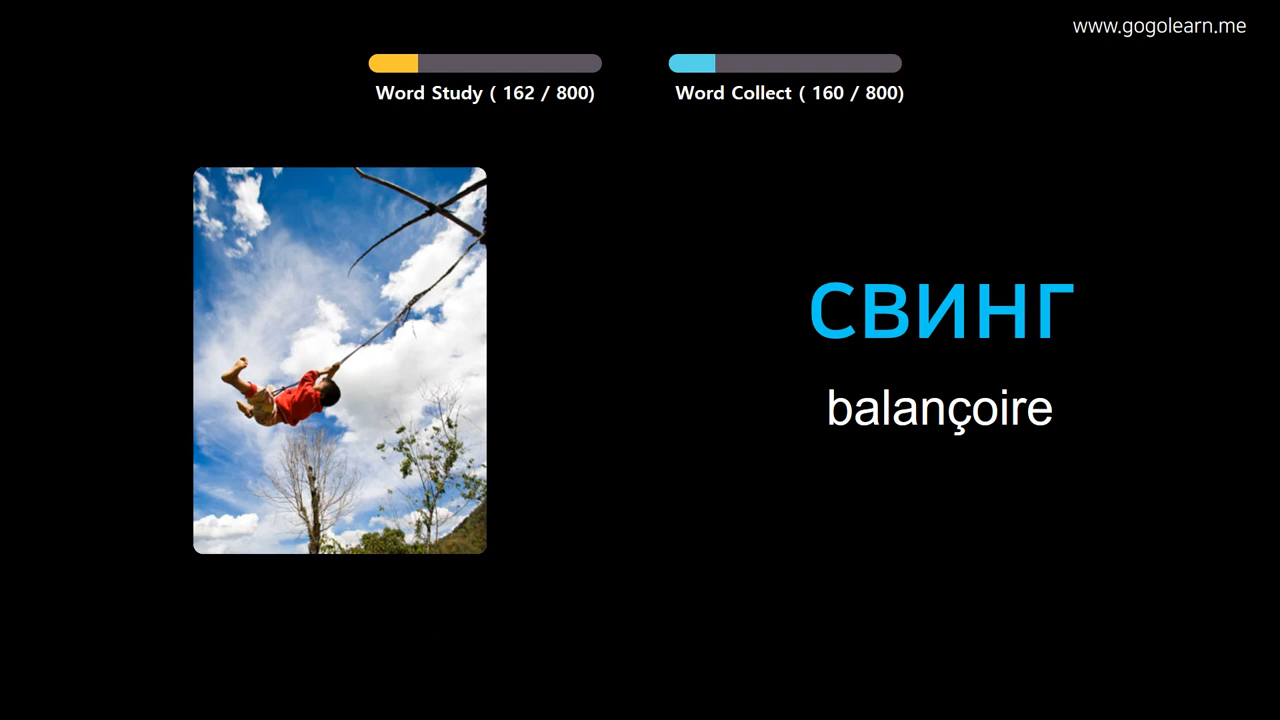 www.gogolearn.me
Word Study ( 162 / 800)
Word Collect ( 160 / 800)
свинг
balançoire